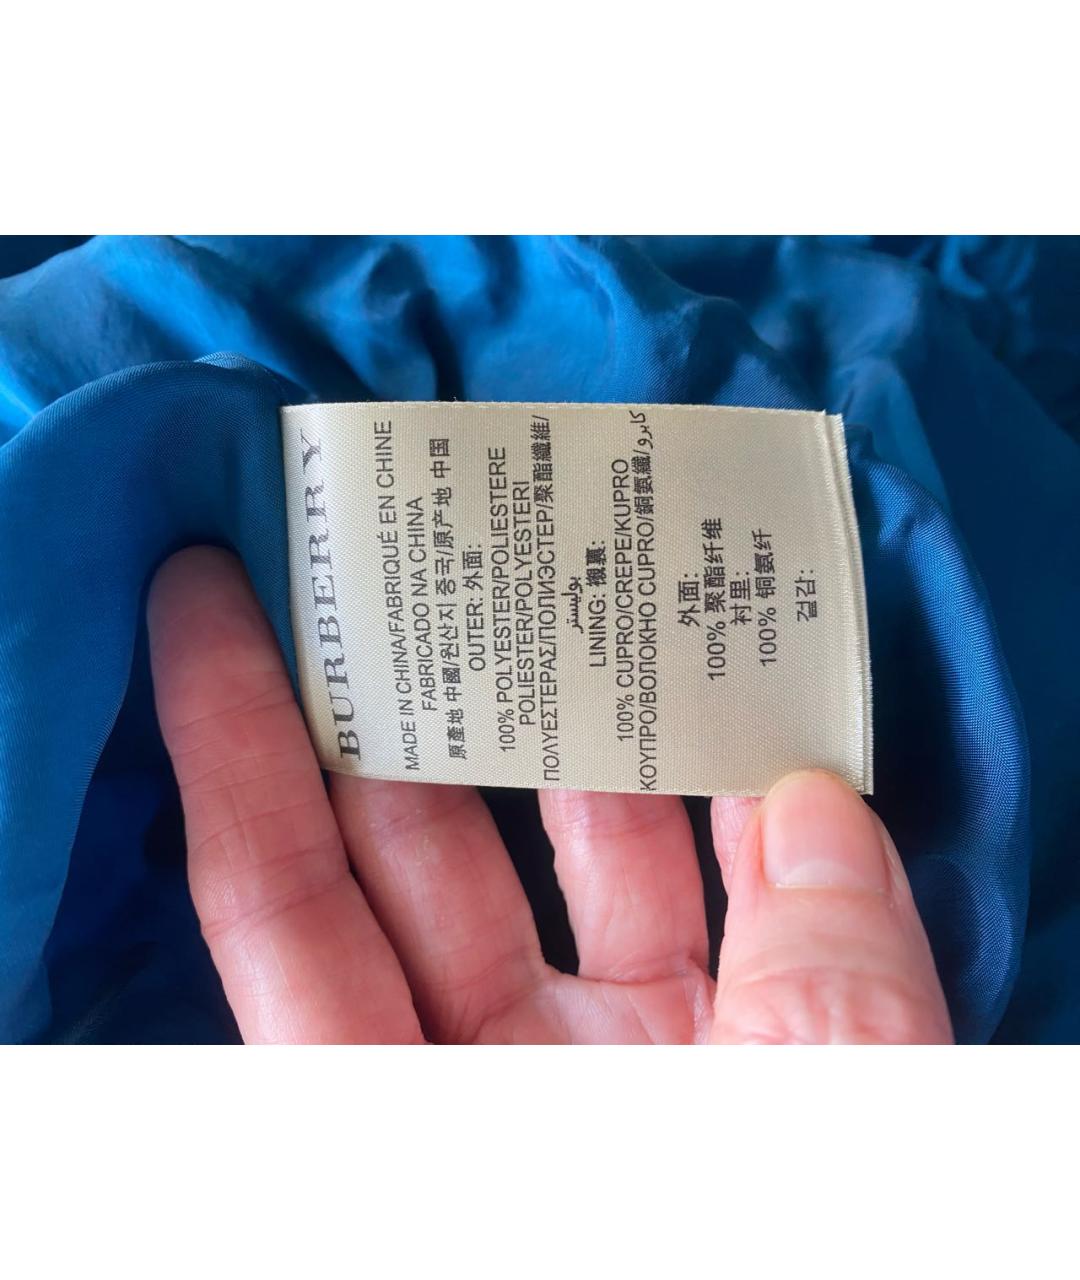 BURBERRY
MADE IN CHINA/FABRIQUÉ EN CHINE
FABRICADO NA CHINA
原產地 中國/원산지 중국/原产地 中国
OUTER: 外面:
100% POLYESTER/POLIESTERE
POLIESTER/POLYESTERI
ΠΟΛΥΕΣΤΕΡΑΣ/ПОЛИЭСТЕР/聚酯纖維/
بوليستر
LINING: 襯裏:
100% CUPRO/CREPE/KUPRO
ΚΟΥΠΡΟ/ВОЛОКНО CUPRO/銅氨纖/كابرو
外面:
100% 聚酯纤维
衬里:
100% 铜氨纤
겉감: